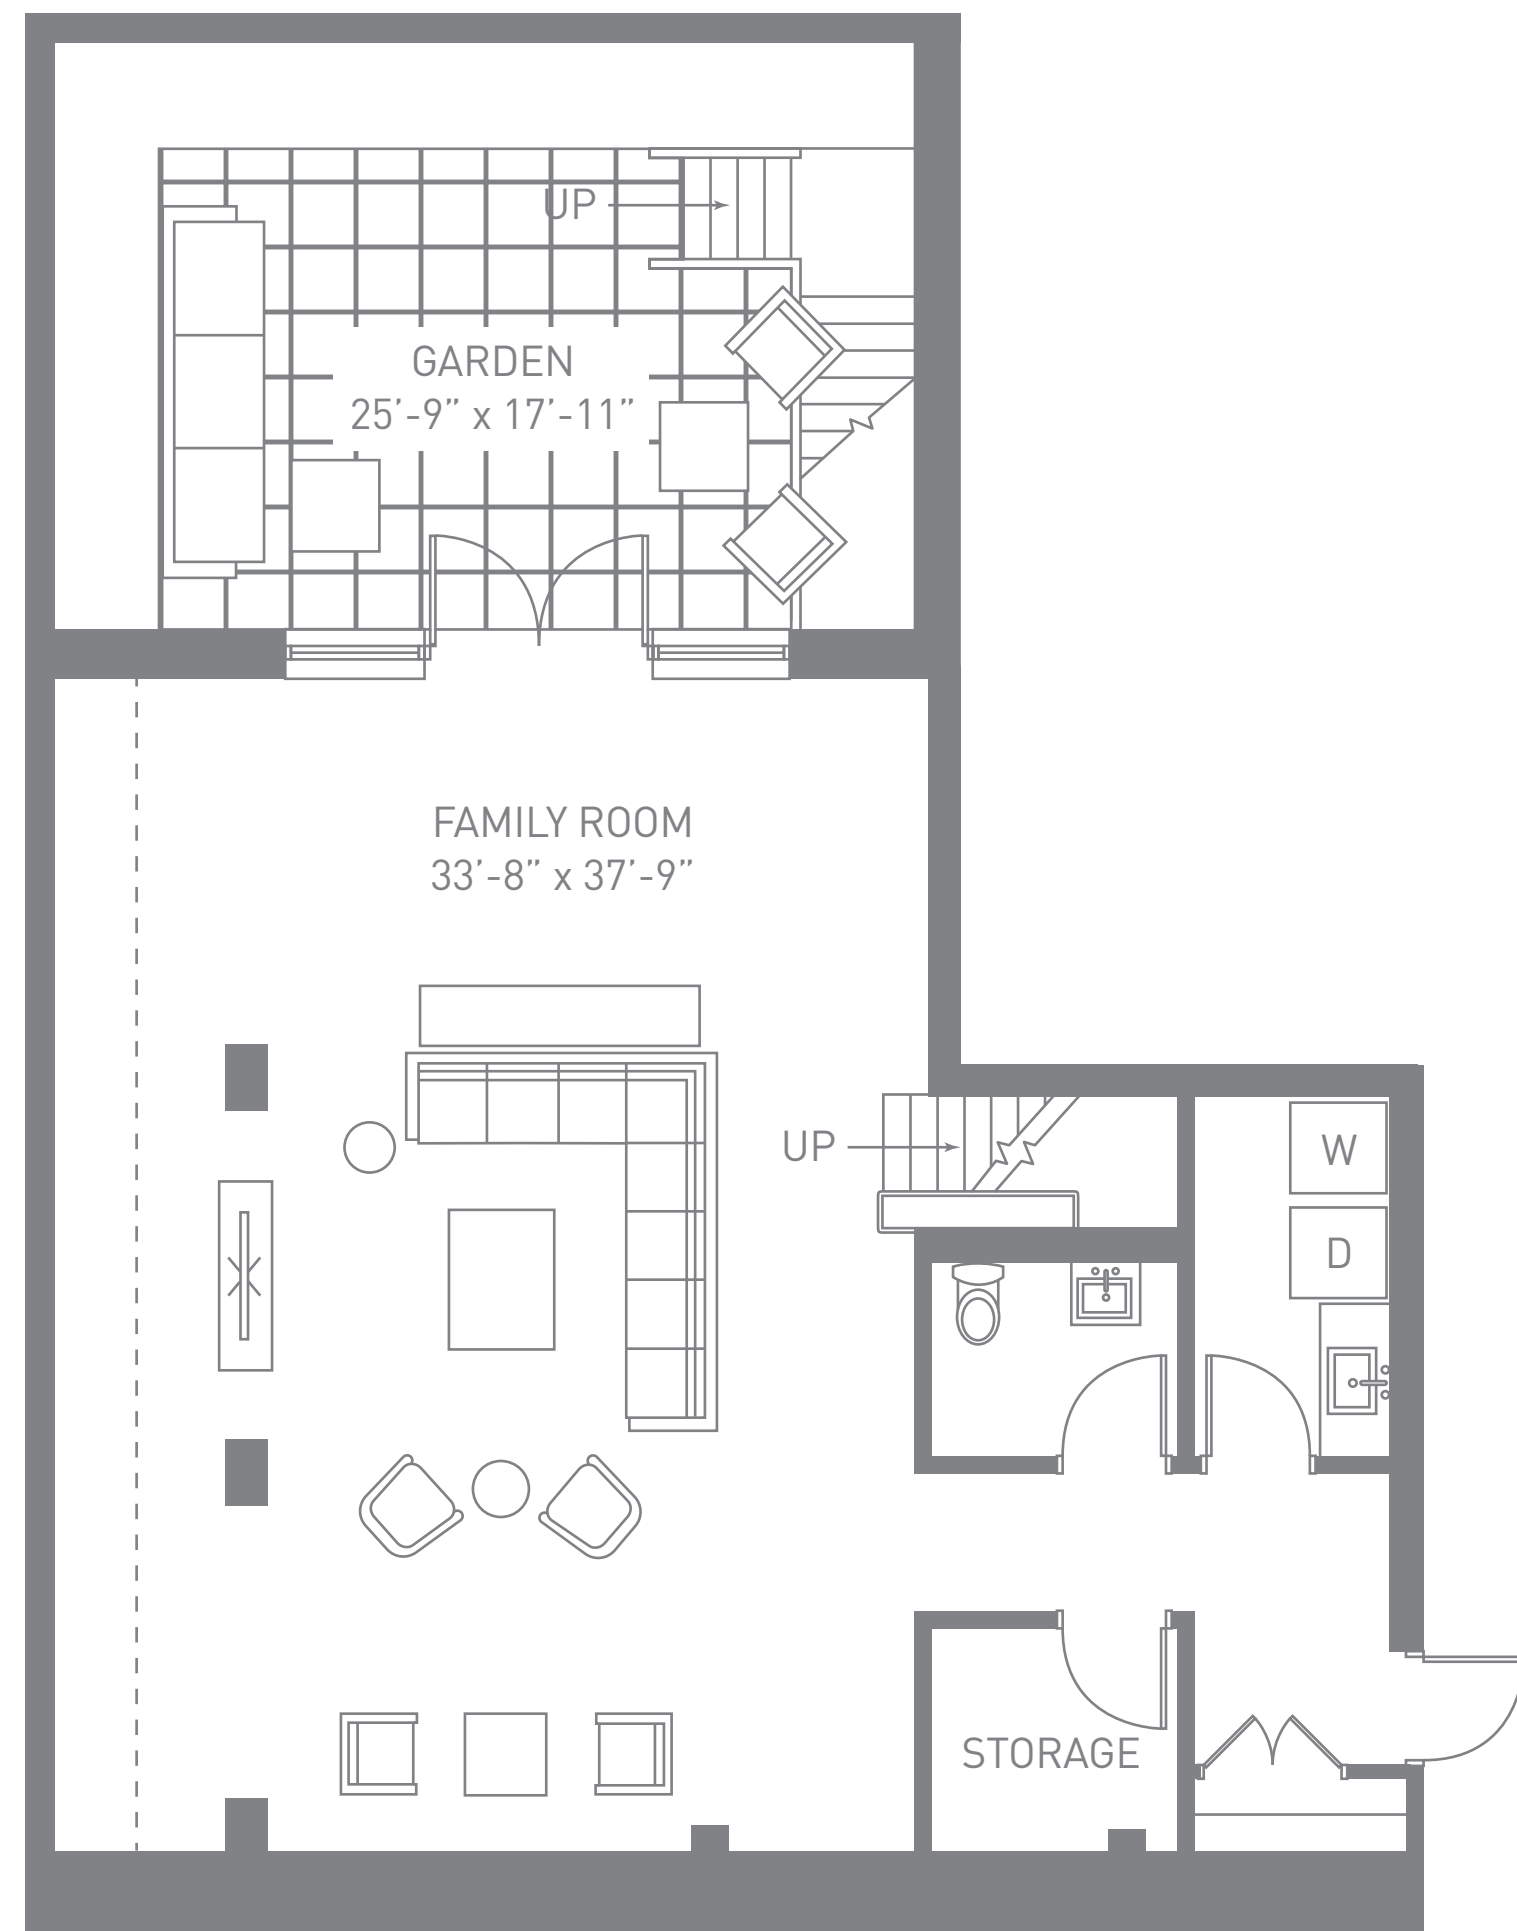 UP
GARDEN
25’-9” x 17’-11”
FAMILY ROOM
33’-8” x 37’-9”
UP
W
D
STORAGE